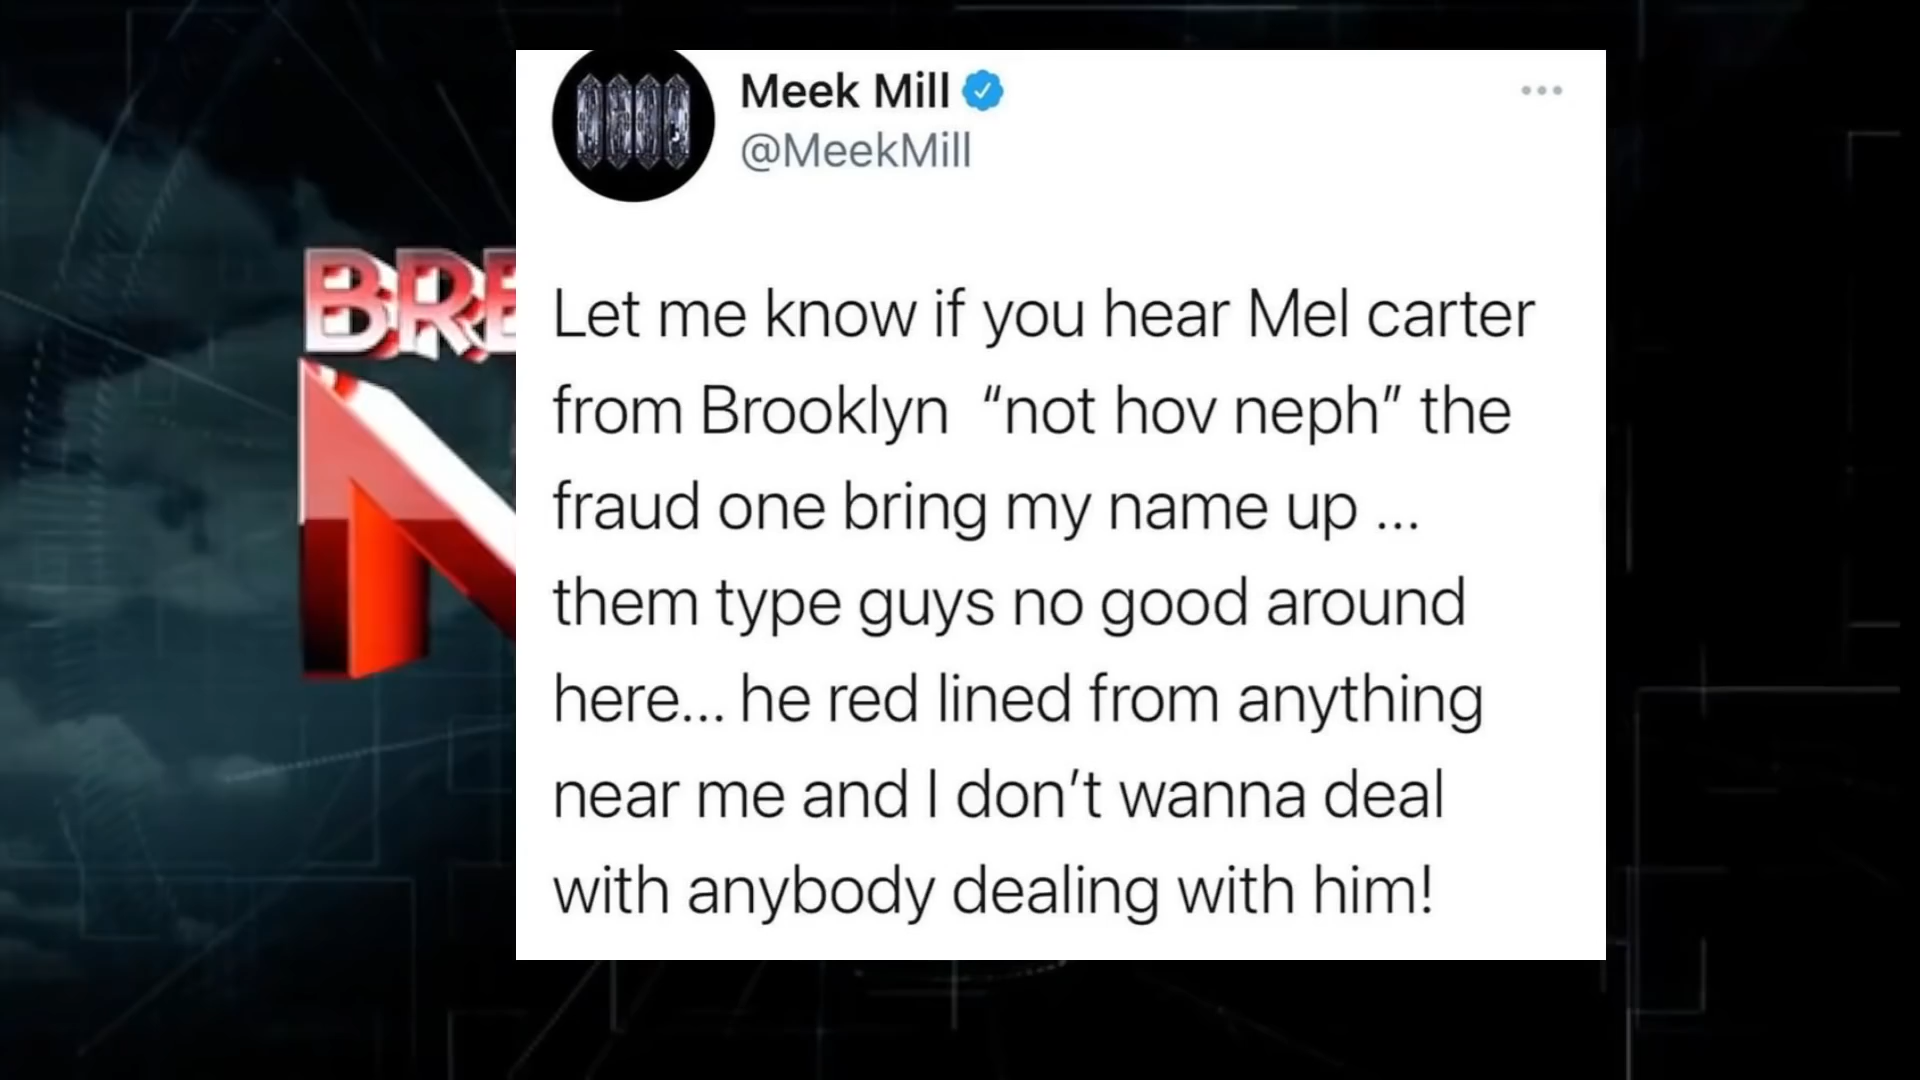 Meek Mill
@MeekMill
Let me know if you hear Mel carter
from Brooklyn “not hov neph” the
fraud one bring my name up ...
them type guys no good around
here... he red lined from anything
near me and I don’t wanna deal
with anybody dealing with him!
BRE
N